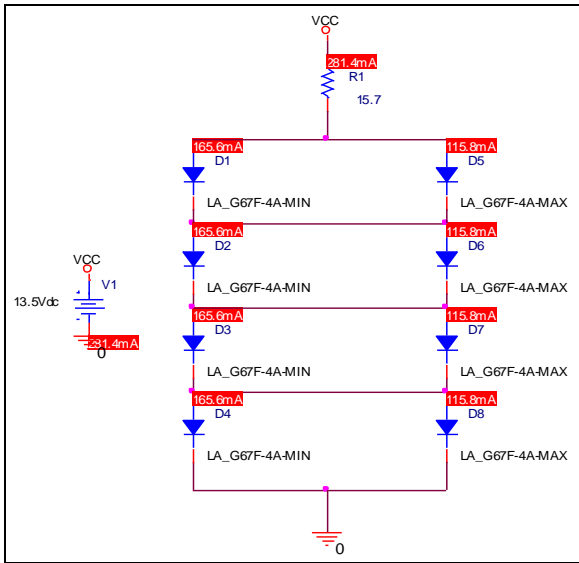 VCC
281.4mA
R1
15.7
165.6mA
D1
LA_G67F-4A-MIN
115.8mA
D5
LA_G67F-4A-MAX
165.6mA
D2
LA_G67F-4A-MIN
115.8mA
D6
LA_G67F-4A-MAX
VCC
V1
13.5Vdc
281.4mA
0
165.6mA
D3
LA_G67F-4A-MIN
115.8mA
D7
LA_G67F-4A-MAX
165.6mA
D4
LA_G67F-4A-MIN
115.8mA
D8
LA_G67F-4A-MAX
0